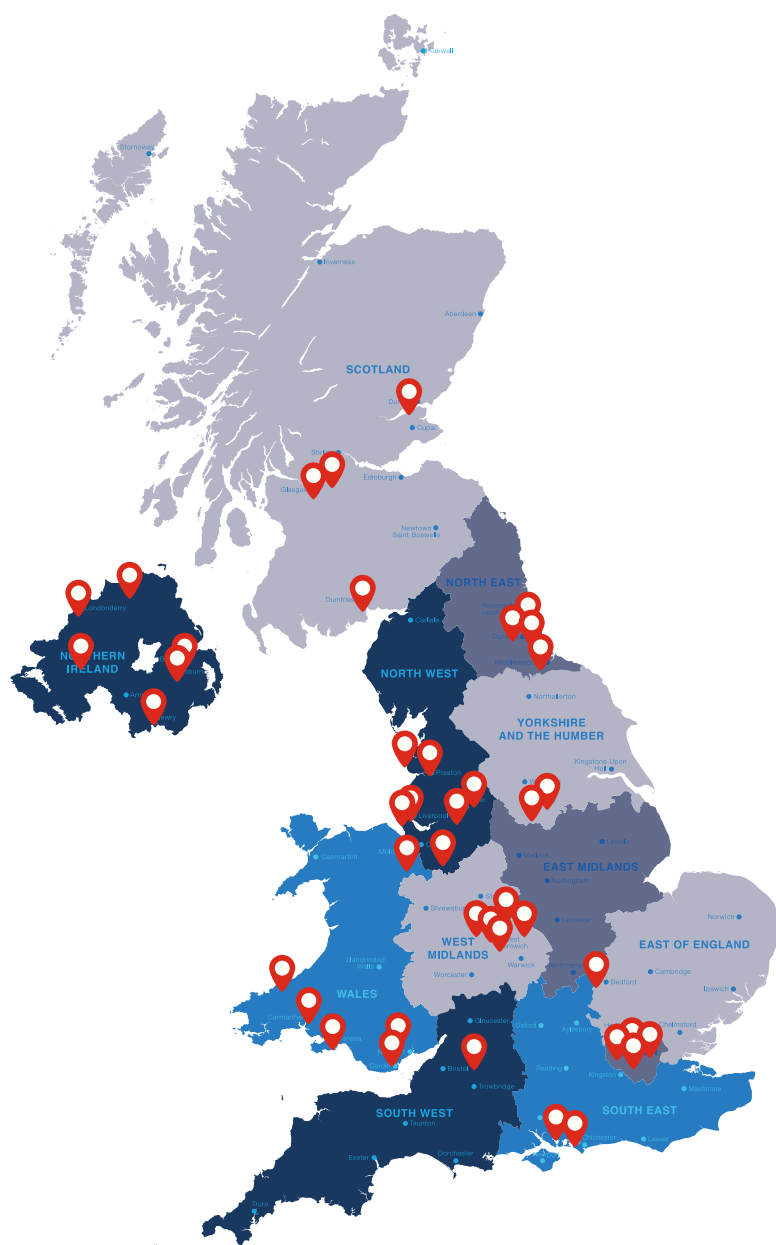 Kirkwall
Stornoway
Inverness
Aberdeen
SCOTLAND
Cupar
Edinburgh
Newtown
Saint Boswells
NORTH EAST
Dumfries
Londonderry
Carlisle
NORTHERN
IRELAND
NORTH WEST
Northallerton
YORKSHIRE
AND THE HUMBER
Kingstone Upon
Hull
Preston
Liverpool
Lincoln
Caernarfon
Matlock
EAST MIDLANDS
Nottingham
Shrewsbury
Leicester
Norwich
WEST
MIDLANDS
EAST OF ENGLAND
Warwick
Llandrindod
Wells
Worcester
Cambridge
Bedford
Ipswich
WALES
Carmarthen
Gloucester
Oxford
Aylesbury
Chelmsford
Bristol
Reading
Kingston
Trowbridge
Maidstone
SOUTH WEST
SOUTH EAST
Taunton
Chichester
Lewes
Exeter
Dorchester
Truro